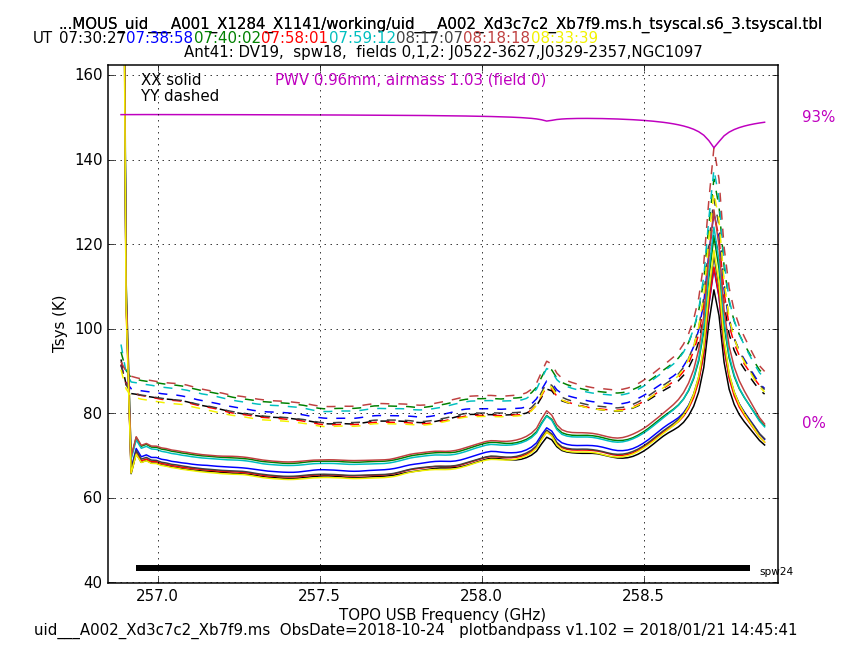 ...MOUS_uid___A001_X1284_X1141/working/uid___A002_Xd3c7c2_Xb7f9.ms.h_tsyscal.s6_3.tsyscal.tbl
UT 07:30:27 07:38:58 07:40:02 07:58:01 07:59:12 08:17:07 08:18:18 08:33:39
Ant41: DV19, spw18, fields 0,1,2: J0522-3627,J0329-2357,NGC1097
XX solid
YY dashed
PWV 0.96mm, airmass 1.03 (field 0)
93%
0%
160
140
120
100
80
60
40
Tsys (K)
spw24
257.0 257.5 258.0 258.5
TOPO USB Frequency (GHz)
uid___A002_Xd3c7c2_Xb7f9.ms ObsDate=2018-10-24 plotbandpass v1.102 = 2018/01/21 14:45:41